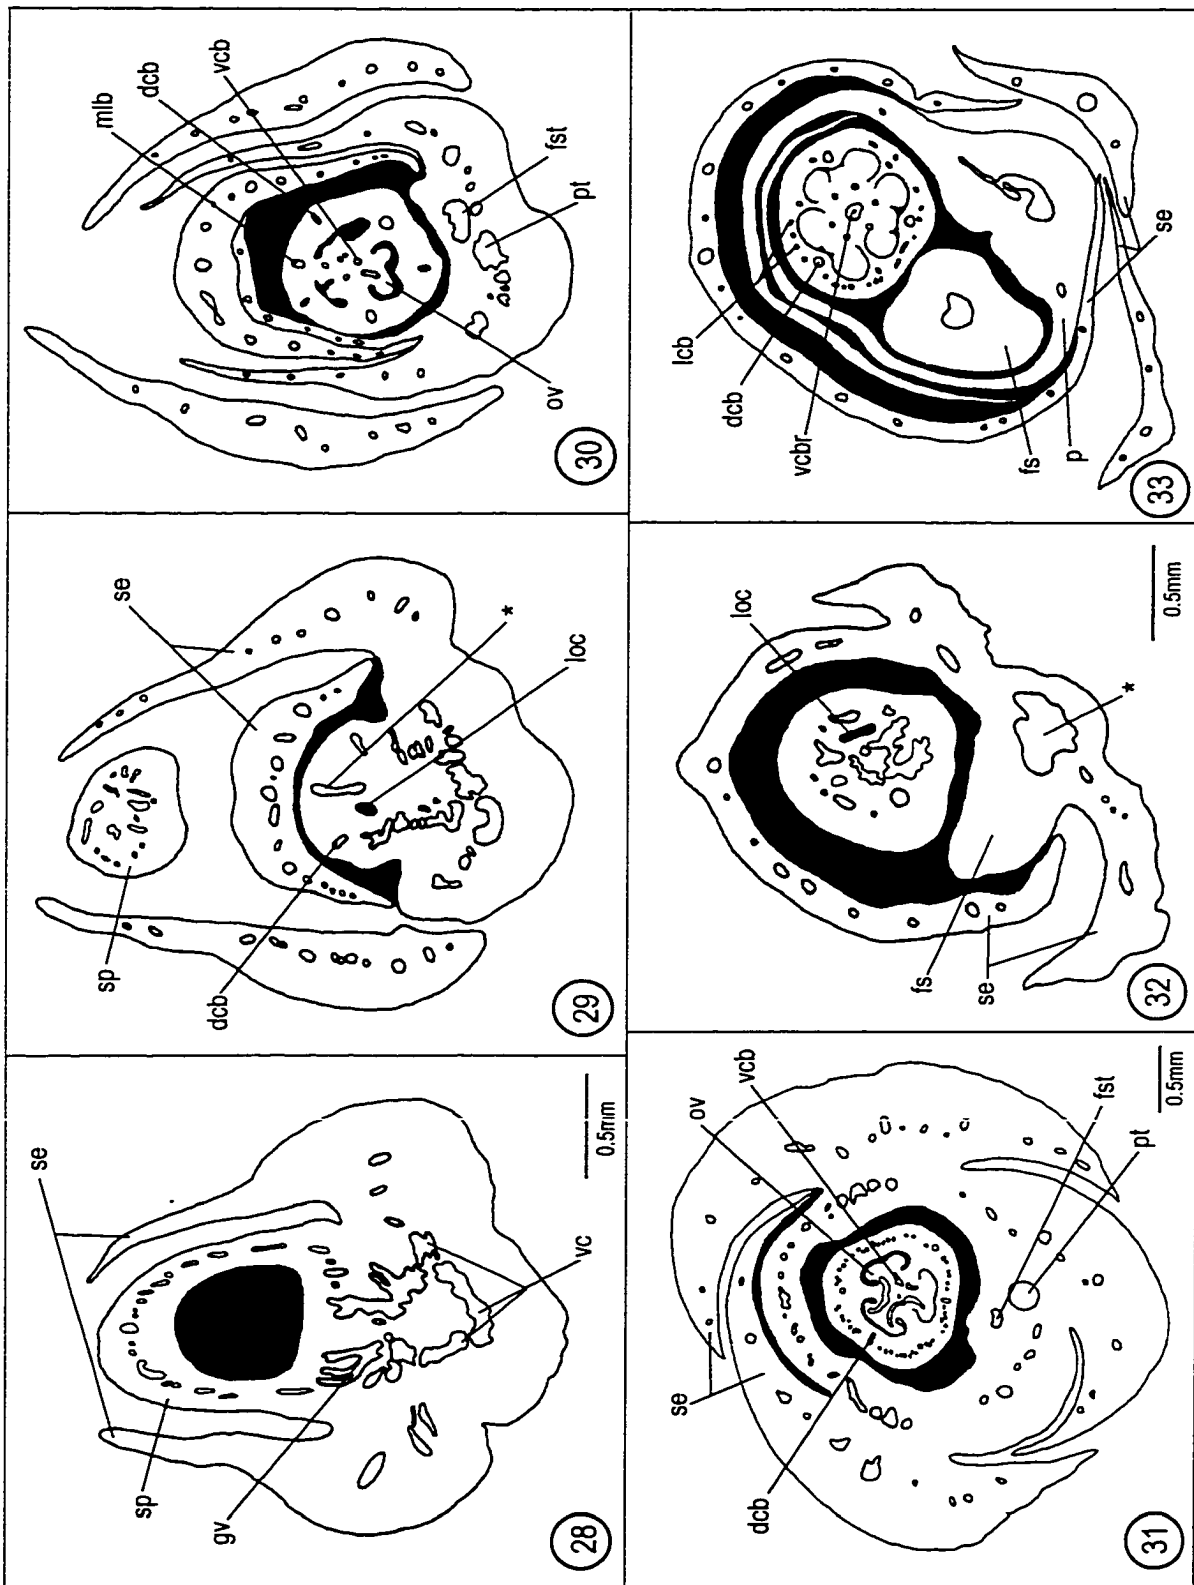 se
sp
gv
vc
0.5mm
28
se
sp
dcb
*
loc
29
mlb
dcb
vcb
fst
pt
ov
30
se
ov
vcb
dcb
fst
pt
0.5mm
31
loc
fs
se
*
0.5mm
32
lcb
dcb
vcbr
fs
p
se
33